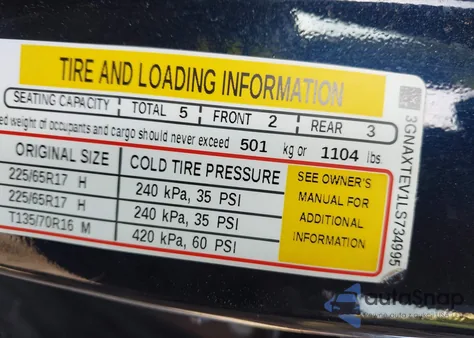 TIRE AND LOADING INFORMATION
SEATING CAPACITY TOTAL 5 FRONT 2 REAR 3
weight of occupants and cargo should never exceed 501 kg or 1104 lbs
ORIGINAL SIZE COLD TIRE PRESSURE
225/65R17 H 240 kPa, 35 PSI
225/65R17 H 240 kPa, 35 PSI
T135/70R16 M 420 kPa, 60 PSI
SEE OWNER'S
MANUAL FOR
ADDITIONAL
INFORMATION
3GNAXTEV1LS734995
autoSnap